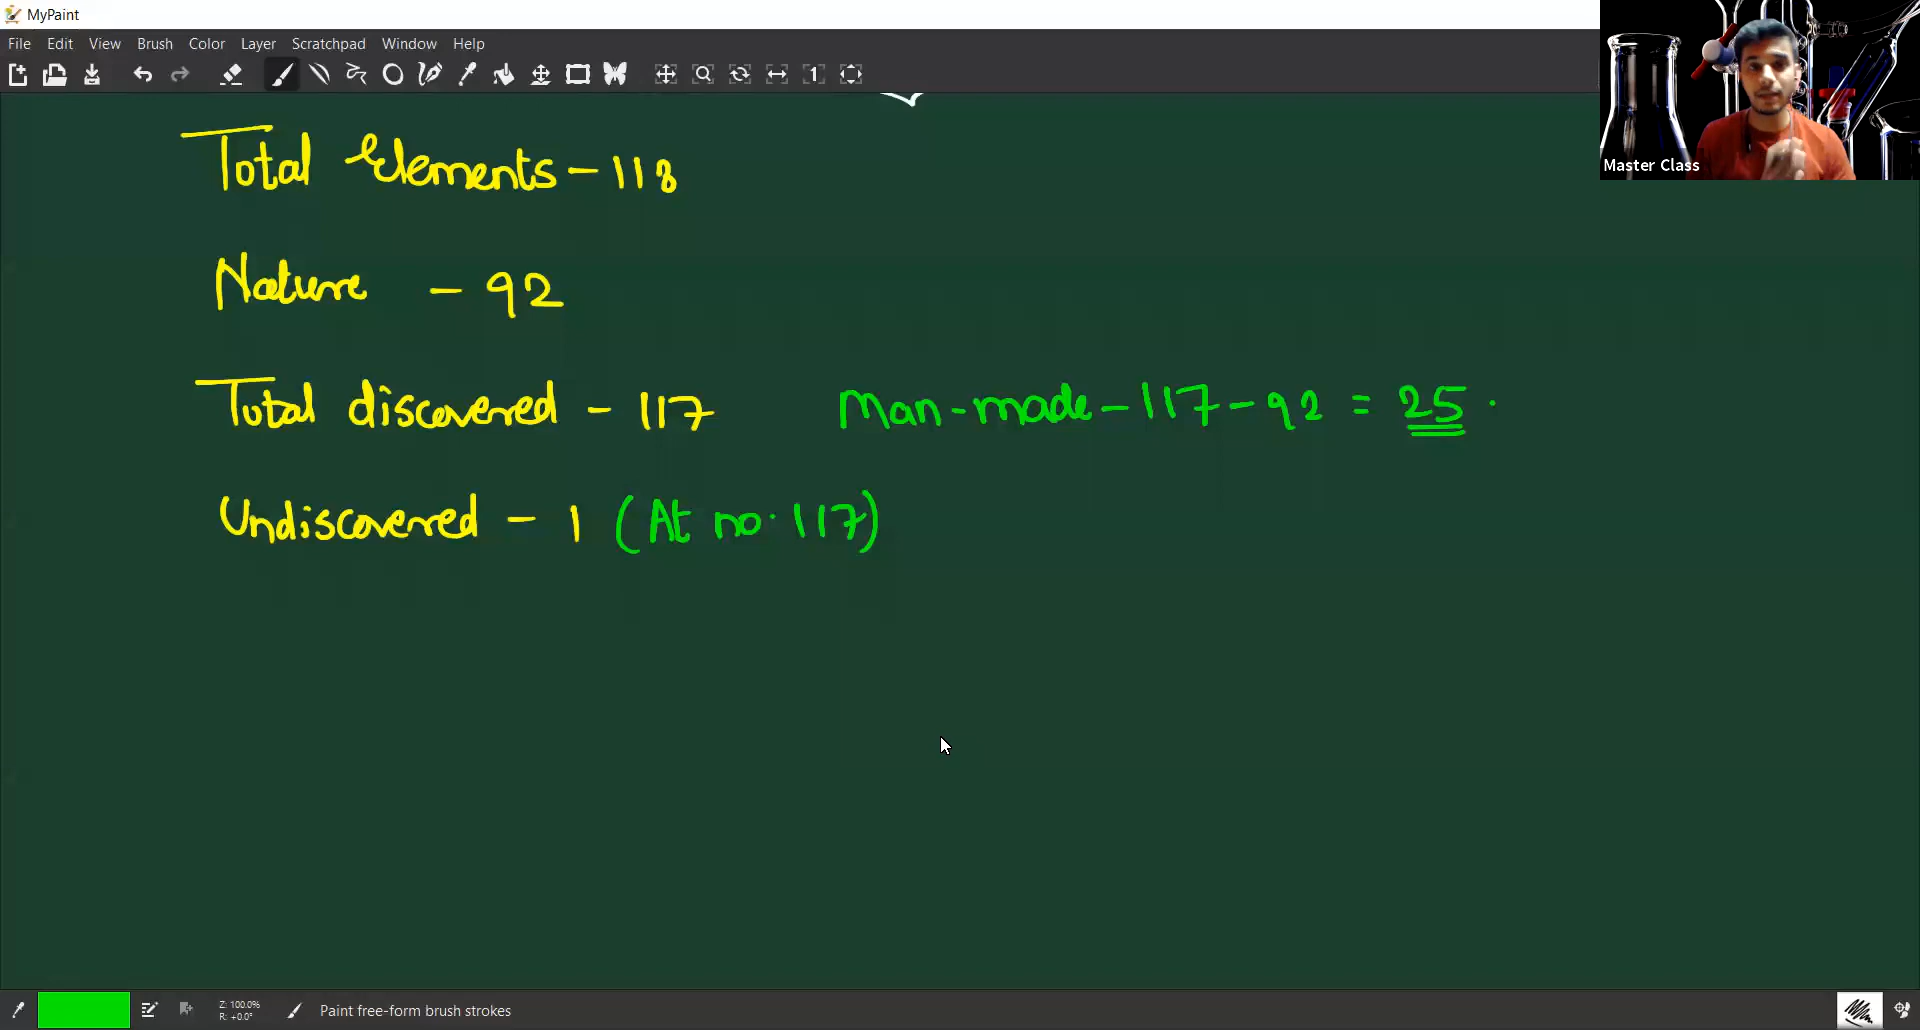 MyPaint
File Edit View Brush Color Layer Scratchpad Window Help
Master Class
Total Elements - 118
Nature - 92
Total discovered - 117 Man-made - 117 - 92 = 25 .
Undiscovered - 1 (At no. 117)
Z: 100.0%
R: +0.0°
Paint free-form brush strokes